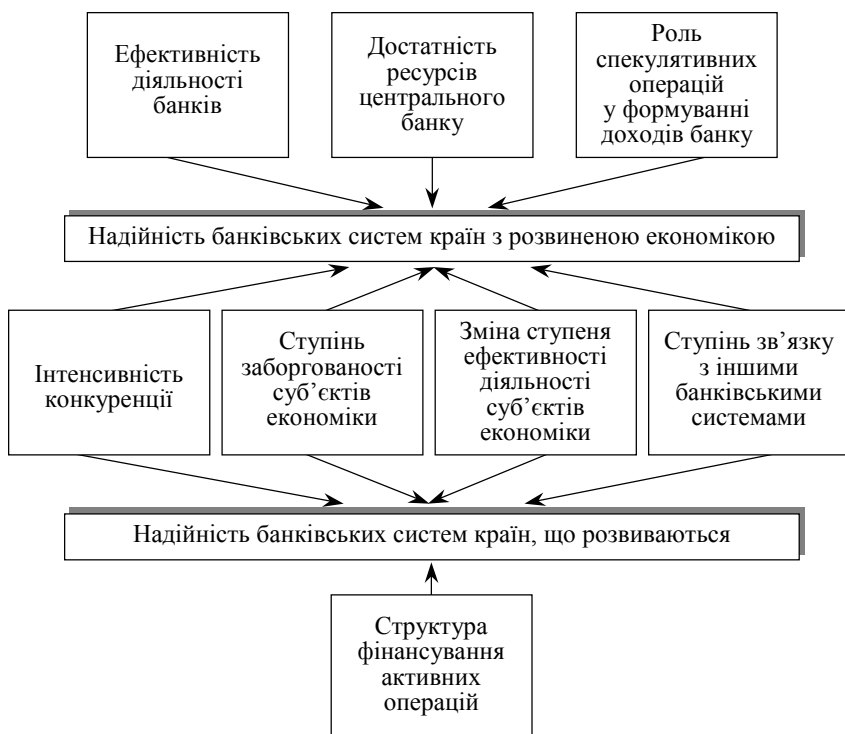 Ефективність
діяльності
банків
Достатність
ресурсів
центрального
банку
Роль
спекулятивних
операцій
у формуванні
доходів банку
Надійність банківських систем країн з розвиненою економікою
Інтенсивність
конкуренції
Ступінь
заборгованості
суб’єктів
економіки
Зміна ступеня
ефективності
діяльності
суб’єктів
економіки
Ступінь зв’язку
з іншими
банківськими
системами
Надійність банківських систем країн, що розвиваються
Структура
фінансування
активних
операцій